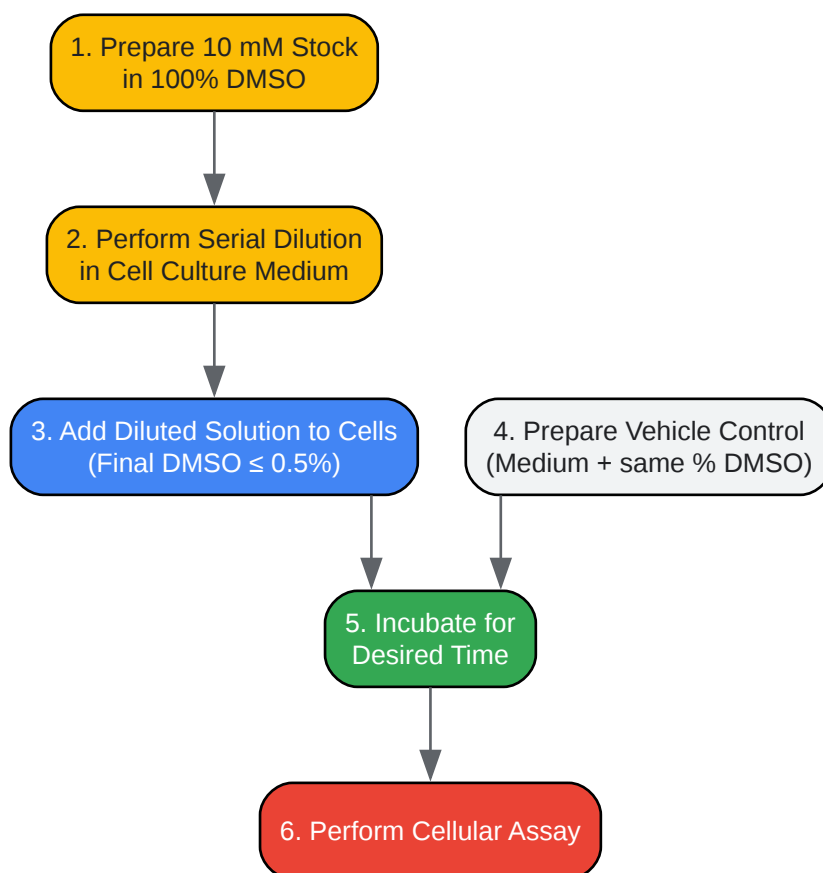 1. Prepare 10 mM Stock
in 100% DMSO
2. Perform Serial Dilution
in Cell Culture Medium
3. Add Diluted Solution to Cells
(Final DMSO ≤ 0.5%)
4. Prepare Vehicle Control
(Medium + same % DMSO)
5. Incubate for
Desired Time
6. Perform Cellular Assay